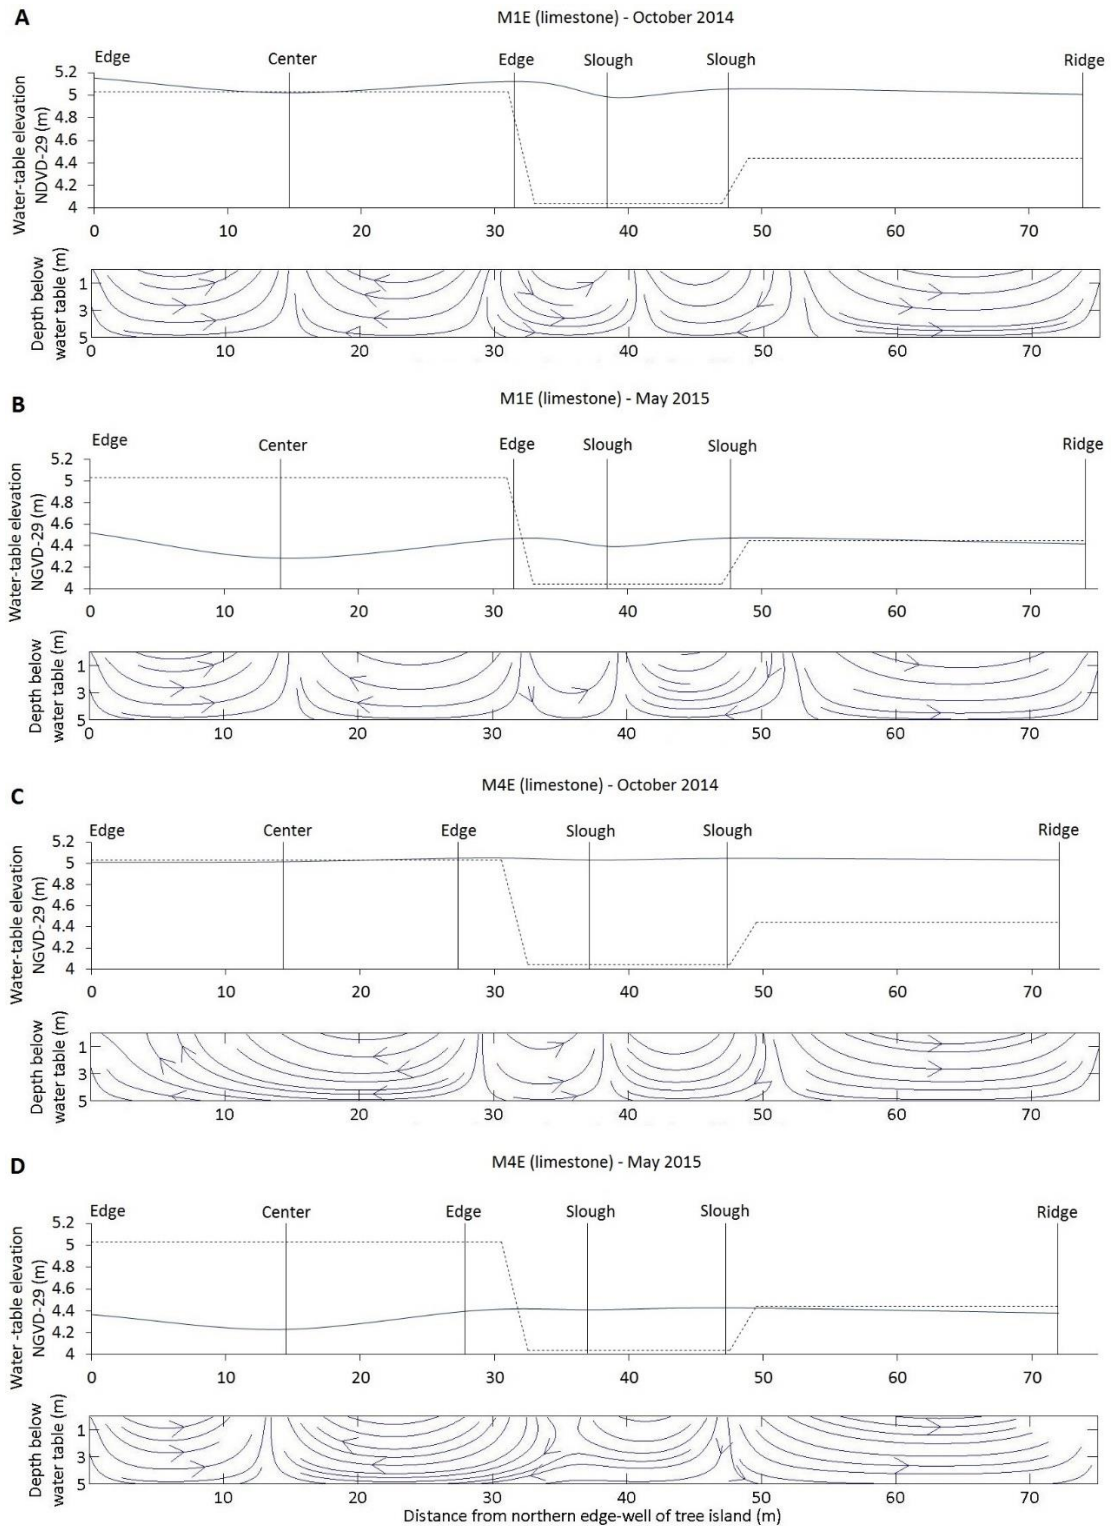 A
M1E (limestone) - October 2014
Edge Center Edge Slough Slough Ridge
Water-table elevation
NDVD-29 (m)
5.2
5
4.8
4.6
4.4
4.2
4
0 10 20 30 40 50 60 70
Depth below
water table (m)
1
3
5
0 10 20 30 40 50 60 70
B
M1E (limestone) - May 2015
Edge Center Edge Slough Slough Ridge
Water-table elevation
NGVD-29 (m)
5.2
5
4.8
4.6
4.4
4.2
4
0 10 20 30 40 50 60 70
Depth below
water table (m)
1
3
5
0 10 20 30 40 50 60 70
C
M4E (limestone) - October 2014
Edge Center Edge Slough Slough Ridge
Water-table elevation
NGVD-29 (m)
5.2
5
4.8
4.6
4.4
4.2
4
0 10 20 30 40 50 60 70
Depth below
water table (m)
1
3
5
0 10 20 30 40 50 60 70
D
M4E (limestone) - May 2015
Edge Center Edge Slough Slough Ridge
Water -table elevation
NGVD-29 (m)
5.2
5
4.8
4.6
4.4
4.2
4
0 10 20 30 40 50 60 70
Depth below
water table (m)
1
3
5
0 10 20 30 40 50 60 70
Distance from northern edge-well of tree island (m)